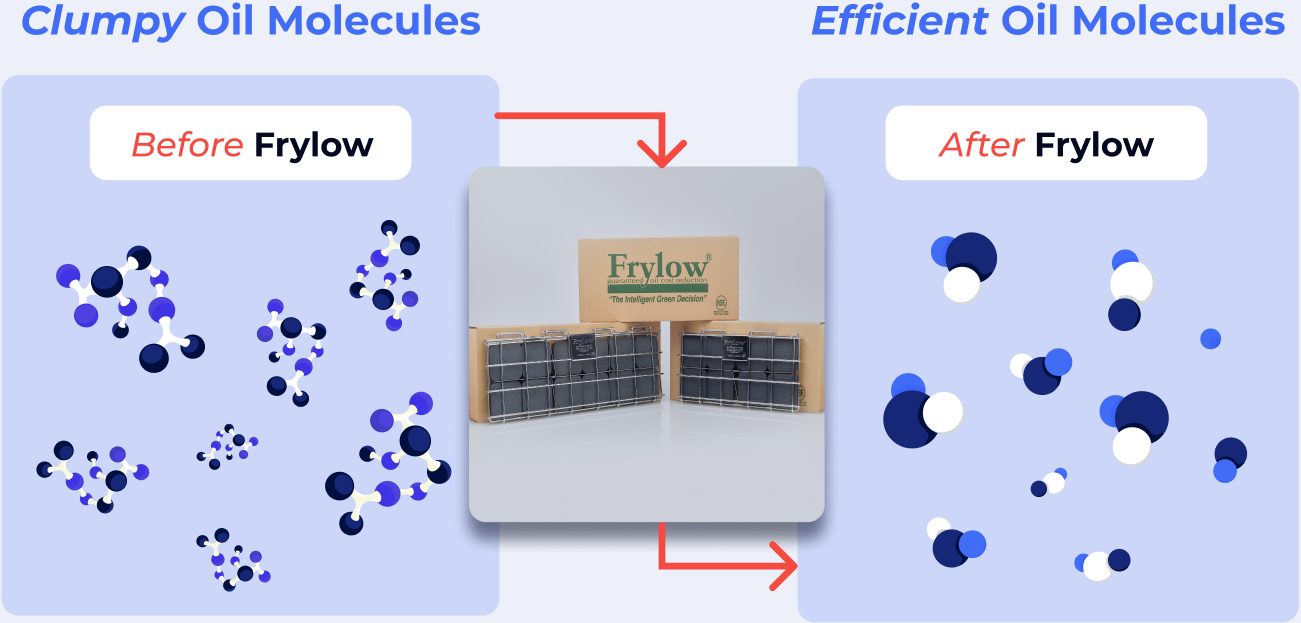 Clumpy Oil Molecules
Efficient Oil Molecules
Before Frylow
After Frylow
Frylow®
guaranteed oil cost reduction
"The Intelligent Green Decision"
NSF